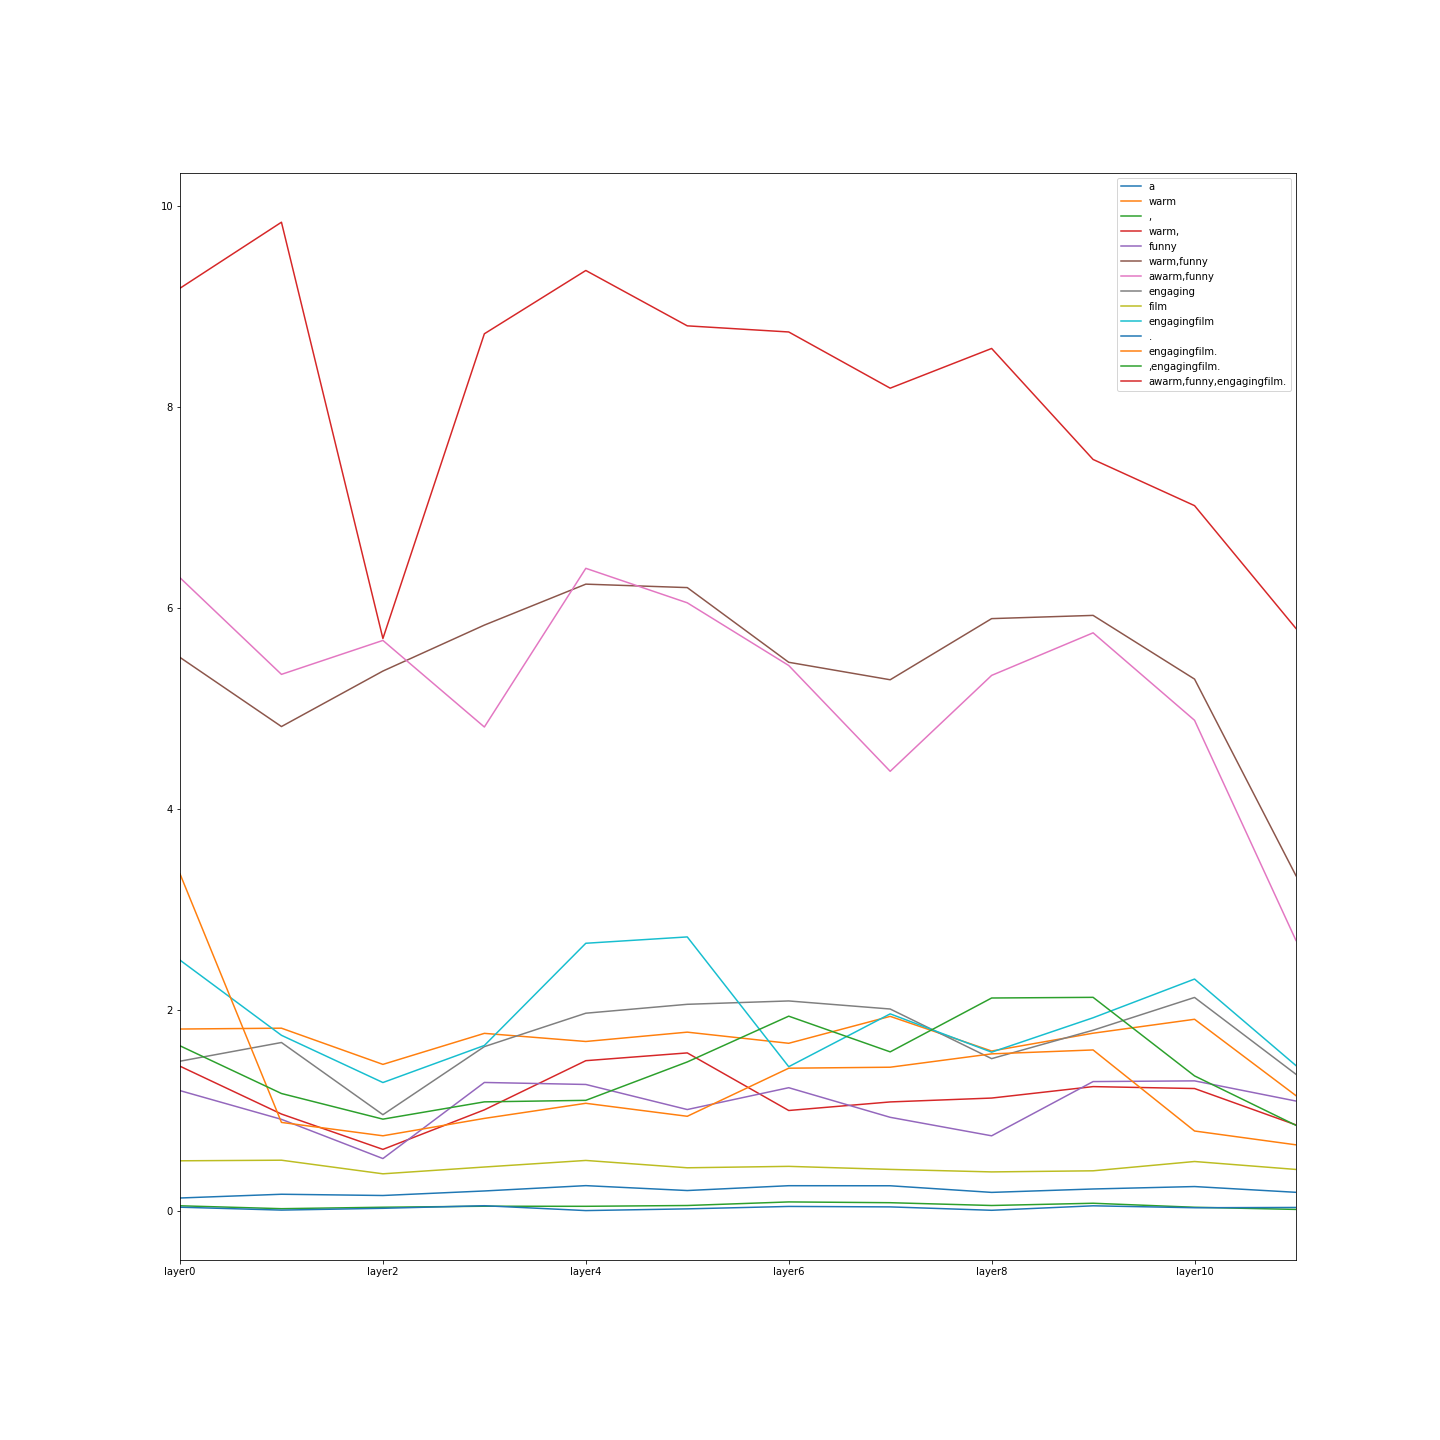 10
8
6
4
2
0
layer0 layer2 layer4 layer6 layer8 layer10
a
warm
,
warm,
funny
warm,funny
awarm,funny
engaging
film
engagingfilm
.
engagingfilm.
,engagingfilm.
awarm,funny,engagingfilm.